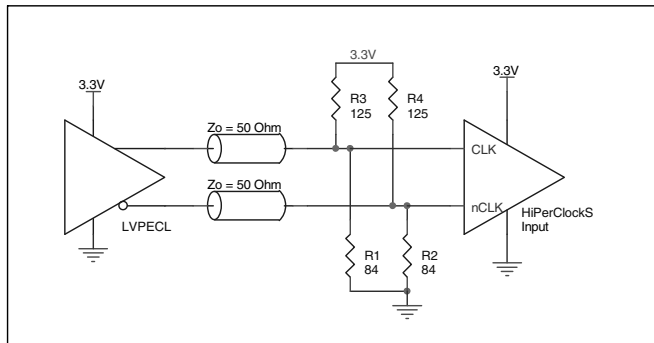 3.3V
3.3V
3.3V
R3
125
R4
125
Zo = 50 Ohm
CLK
Zo = 50 Ohm
nCLK
LVPECL
HiPerClockS
Input
R1
84
R2
84